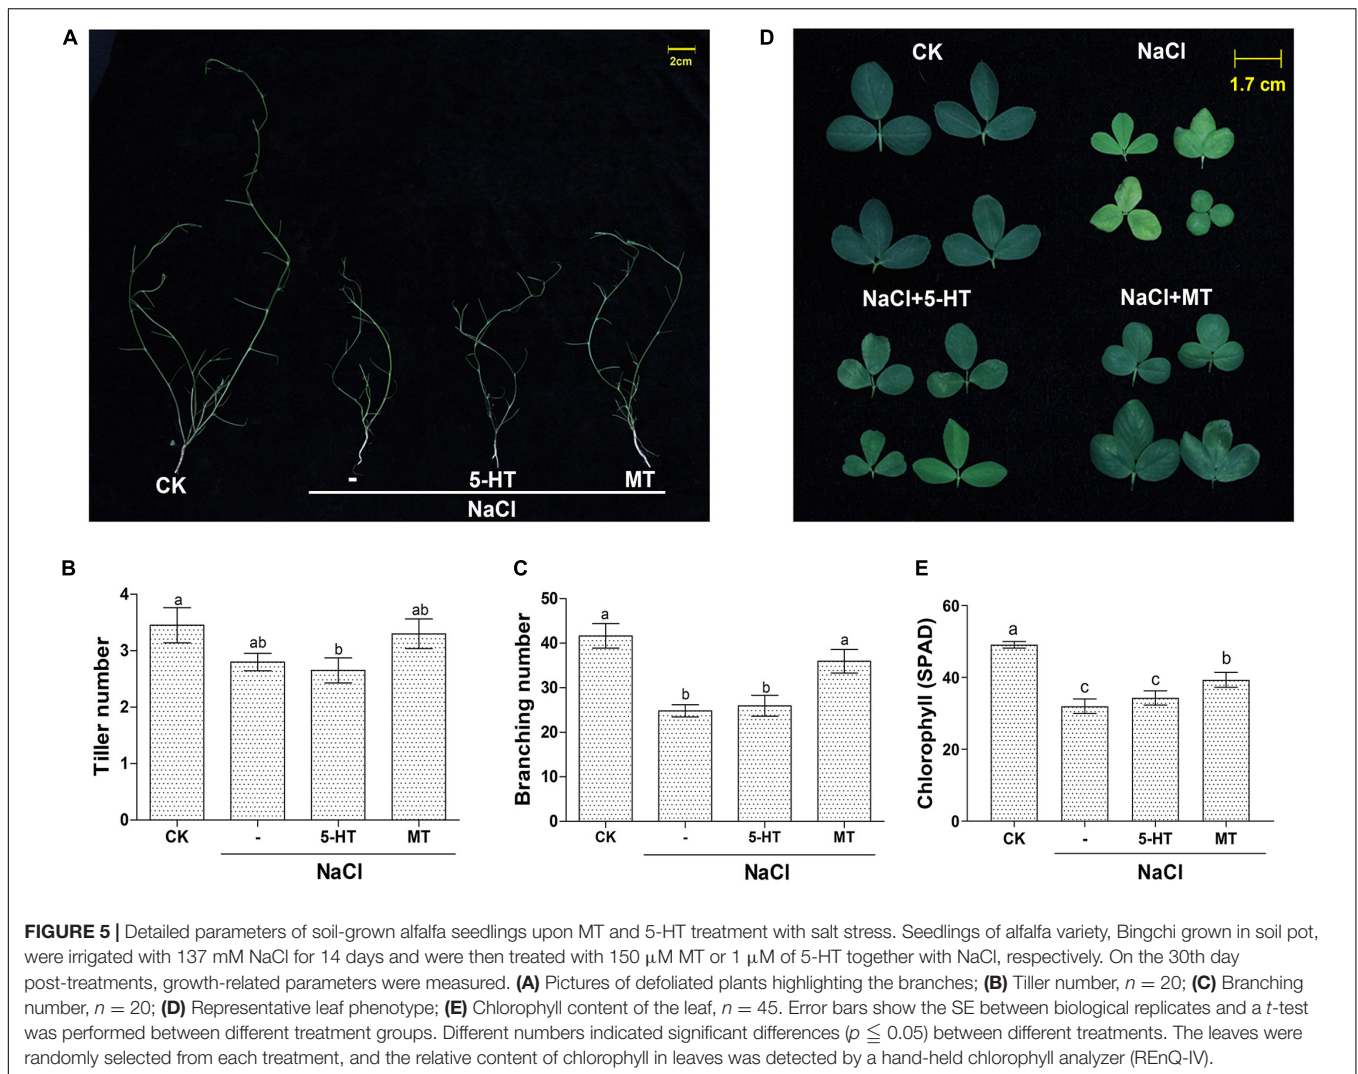 A
2cm
CK
-
5-HT
MT
NaCl
D
CK
NaCl
1.7 cm
NaCl+5-HT
NaCl+MT
B
Tiller number
4
3
2
1
0
a
ab
b
ab
CK
-
5-HT
MT
NaCl
C
Branching number
50
40
30
20
10
0
a
b
b
a
CK
-
5-HT
MT
NaCl
E
Chlorophyll (SPAD)
60
40
20
0
a
c
c
b
CK
-
5-HT
MT
NaCl
FIGURE 5 | Detailed parameters of soil-grown alfalfa seedlings upon MT and 5-HT treatment with salt stress. Seedlings of alfalfa variety, Bingchi grown in soil pot,
were irrigated with 137 mM NaCl for 14 days and were then treated with 150 μM MT or 1 μM of 5-HT together with NaCl, respectively. On the 30th day
post-treatments, growth-related parameters were measured. (A) Pictures of defoliated plants highlighting the branches; (B) Tiller number, n = 20; (C) Branching
number, n = 20; (D) Representative leaf phenotype; (E) Chlorophyll content of the leaf, n = 45. Error bars show the SE between biological replicates and a t-test
was performed between different treatment groups. Different numbers indicated significant differences (p ≦ 0.05) between different treatments. The leaves were
randomly selected from each treatment, and the relative content of chlorophyll in leaves was detected by a hand-held chlorophyll analyzer (REnQ-IV).